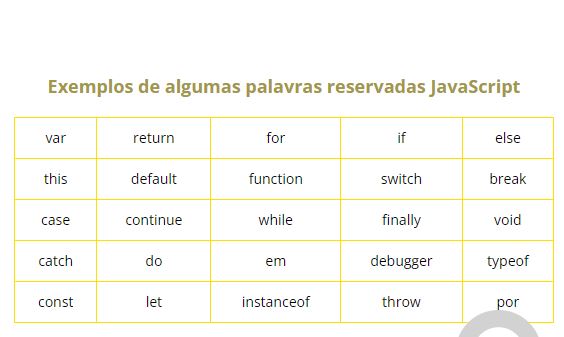 Exemplos de algumas palavras reservadas JavaScript
var return for if else
this default function switch break
case continue while finally void
catch do em debugger typeof
const let instanceof throw por